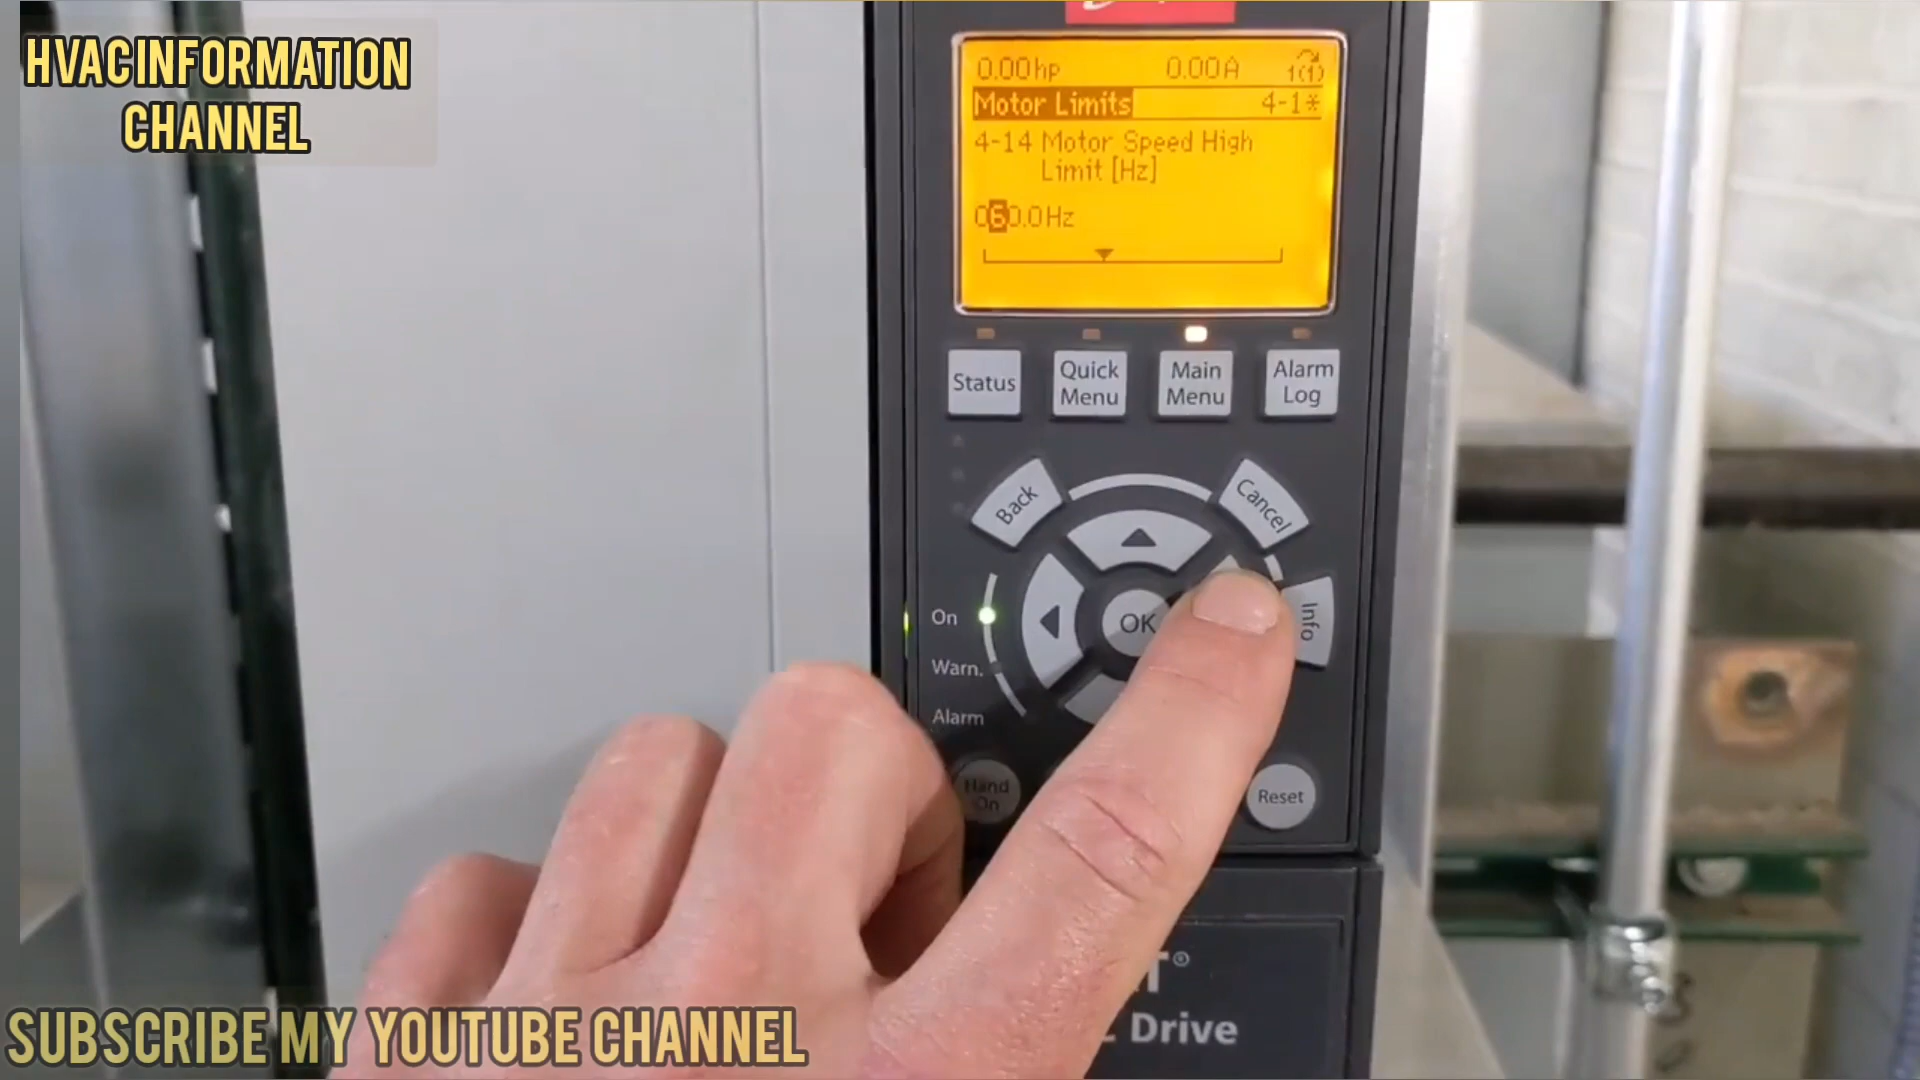 HVAC INFORMATION
CHANNEL
0.00hp 0.00A 1(1)
Motor Limits 4-1*
4-14 Motor Speed High
Limit [Hz]
060.0Hz
Status
Quick
Menu
Main
Menu
Alarm
Log
Back
Cancel
OK
Info
On
Warn.
Alarm
Hand
On
Reset
Drive
SUBSCRIBE MY YOUTUBE CHANNEL